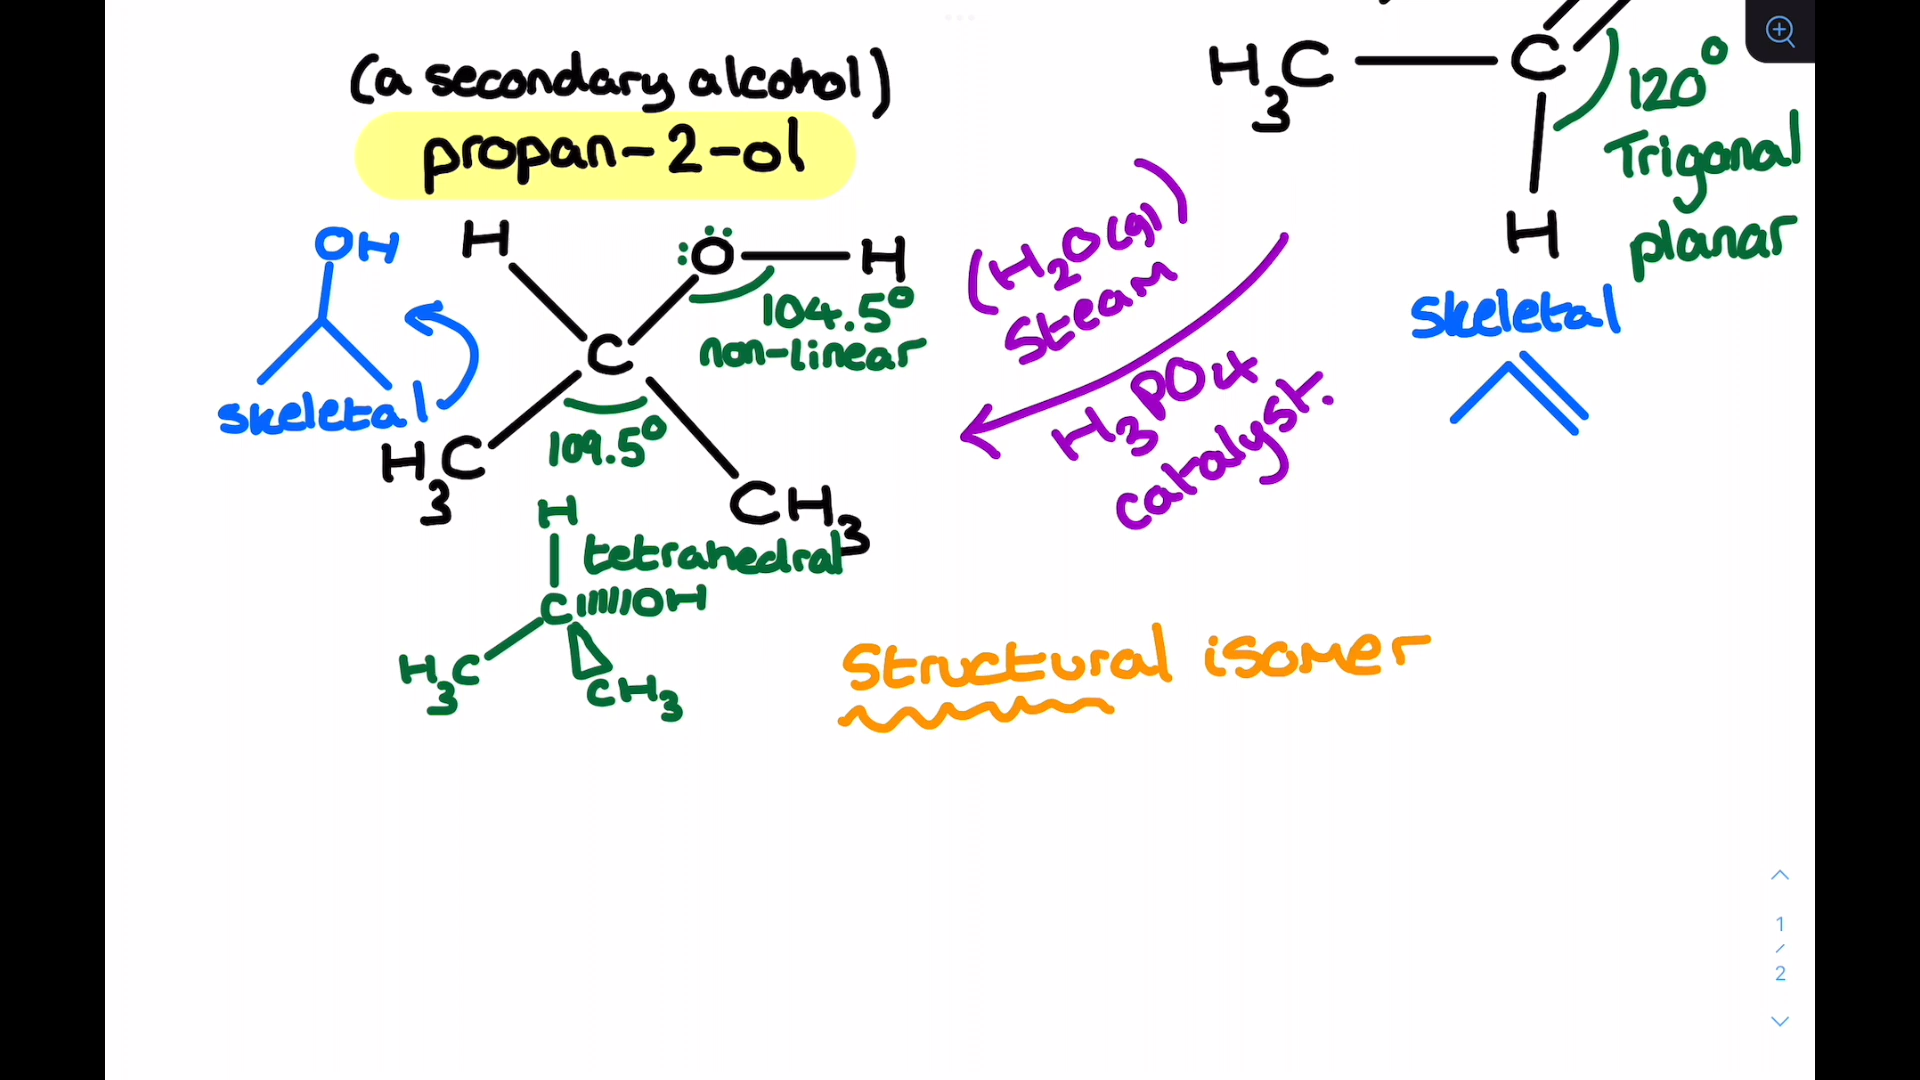 (a secondary alcohol)
propan-2-ol
OH
H
:Ö
H
104.5°
non-linear
C
skeletal
H3C
109.5°
CH3
H
tetrahedral
C
OH
H3C
CH3
(H2O(g))
Steam
H3PO4
catalyst.
H3C
C
120°
Trigonal
planar
H
skeletal
Structural isomer
1
/
2